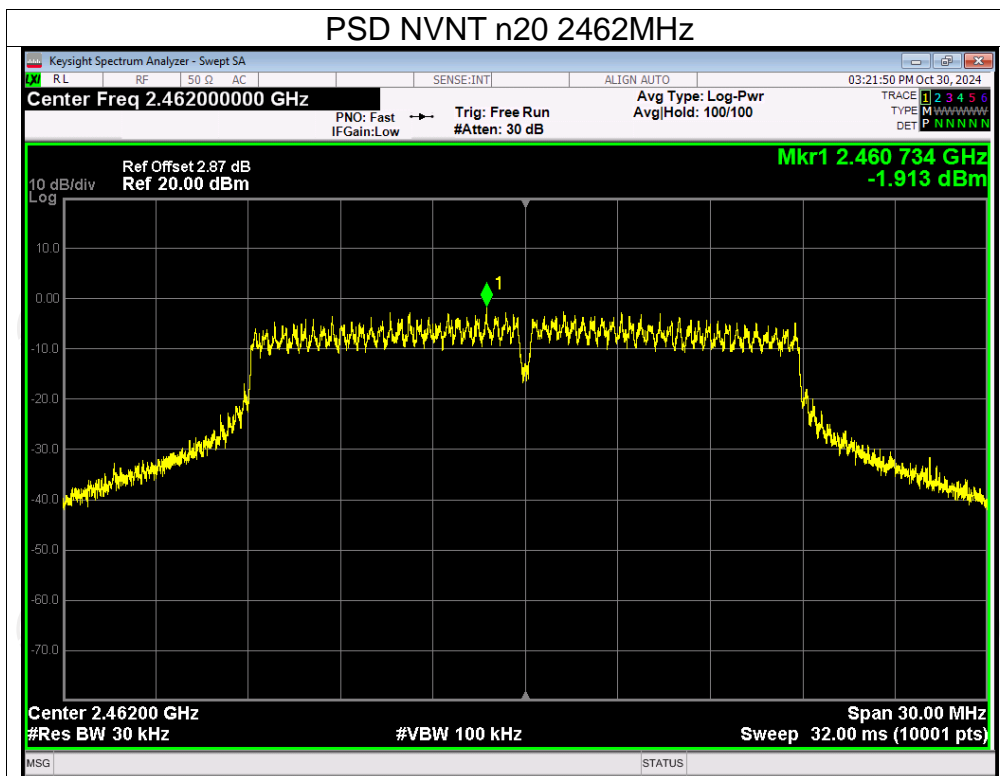 PSD NVNT n20 2462MHz
Keysight Spectrum Analyzer - Swept SA
LXI RL RF 50 Ω AC SENSE:INT ALIGN AUTO 03:21:50 PM Oct 30, 2024
Center Freq 2.462000000 GHz
PNO: Fast
IFGain:Low
Trig: Free Run
#Atten: 30 dB
Avg Type: Log-Pwr
Avg|Hold: 100/100
TRACE 1 2 3 4 5 6
TYPE M WWWWW
DET P N N N N N
Mkr1 2.460 734 GHz
-1.913 dBm
Ref Offset 2.87 dB
10 dB/div Ref 20.00 dBm
Log
1
10.0
0.00
-10.0
-20.0
-30.0
-40.0
-50.0
-60.0
-70.0
Center 2.46200 GHz Span 30.00 MHz
#Res BW 30 kHz #VBW 100 kHz Sweep 32.00 ms (10001 pts)
MSG STATUS